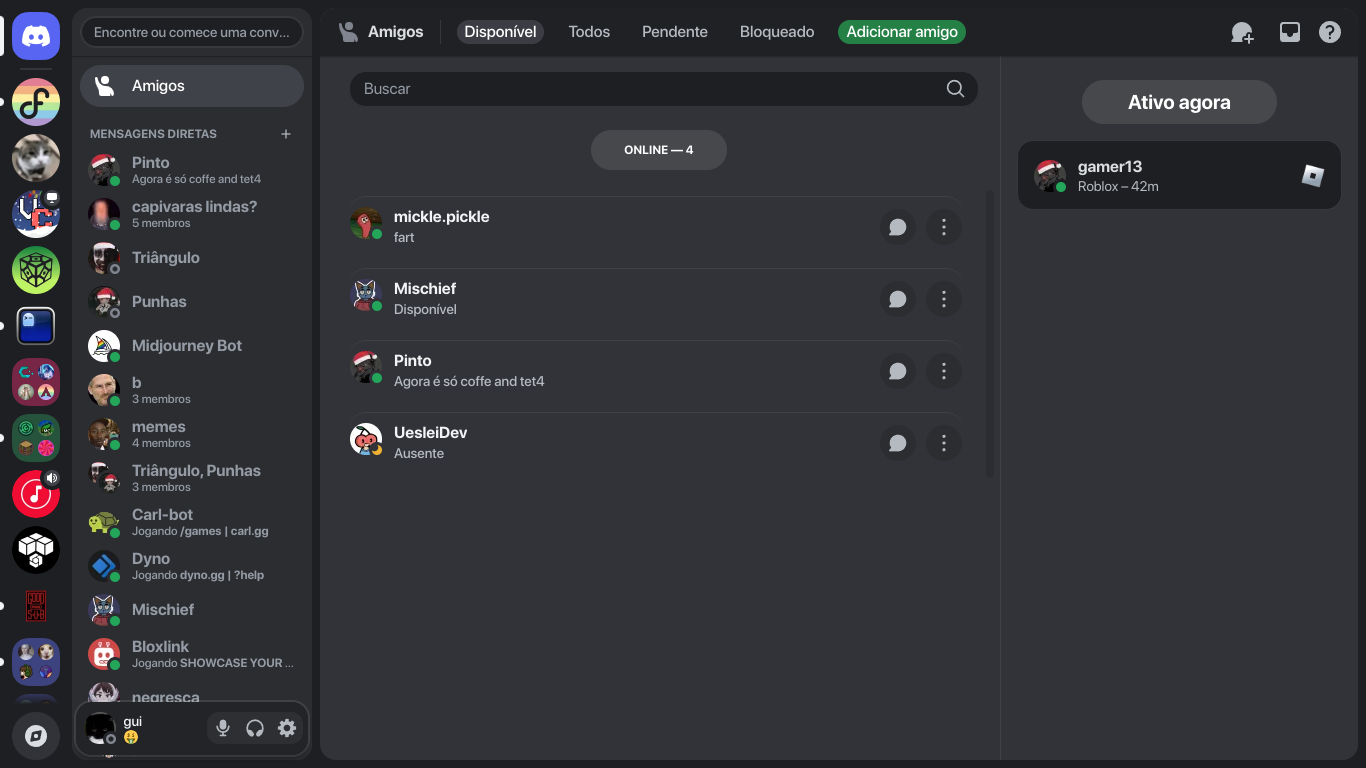 Encontre ou comece uma conv...
Amigos
MENSAGENS DIRETAS
Pinto
Agora é só coffe and tet4
capivaras lindas?
5 membros
Triângulo
Punhas
Midjourney Bot
b
3 membros
memes
4 membros
Triângulo, Punhas
3 membros
Carl-bot
Jogando /games | carl.gg
Dyno
Jogando dyno.gg | ?help
Mischief
Bloxlink
Jogando SHOWCASE YOUR ...
negresca
gui
Amigos
Disponível
Todos
Pendente
Bloqueado
Adicionar amigo
Buscar
ONLINE — 4
mickle.pickle
fart
Mischief
Disponível
Pinto
Agora é só coffe and tet4
UesleiDev
Ausente
Ativo agora
gamer13
Roblox – 42m